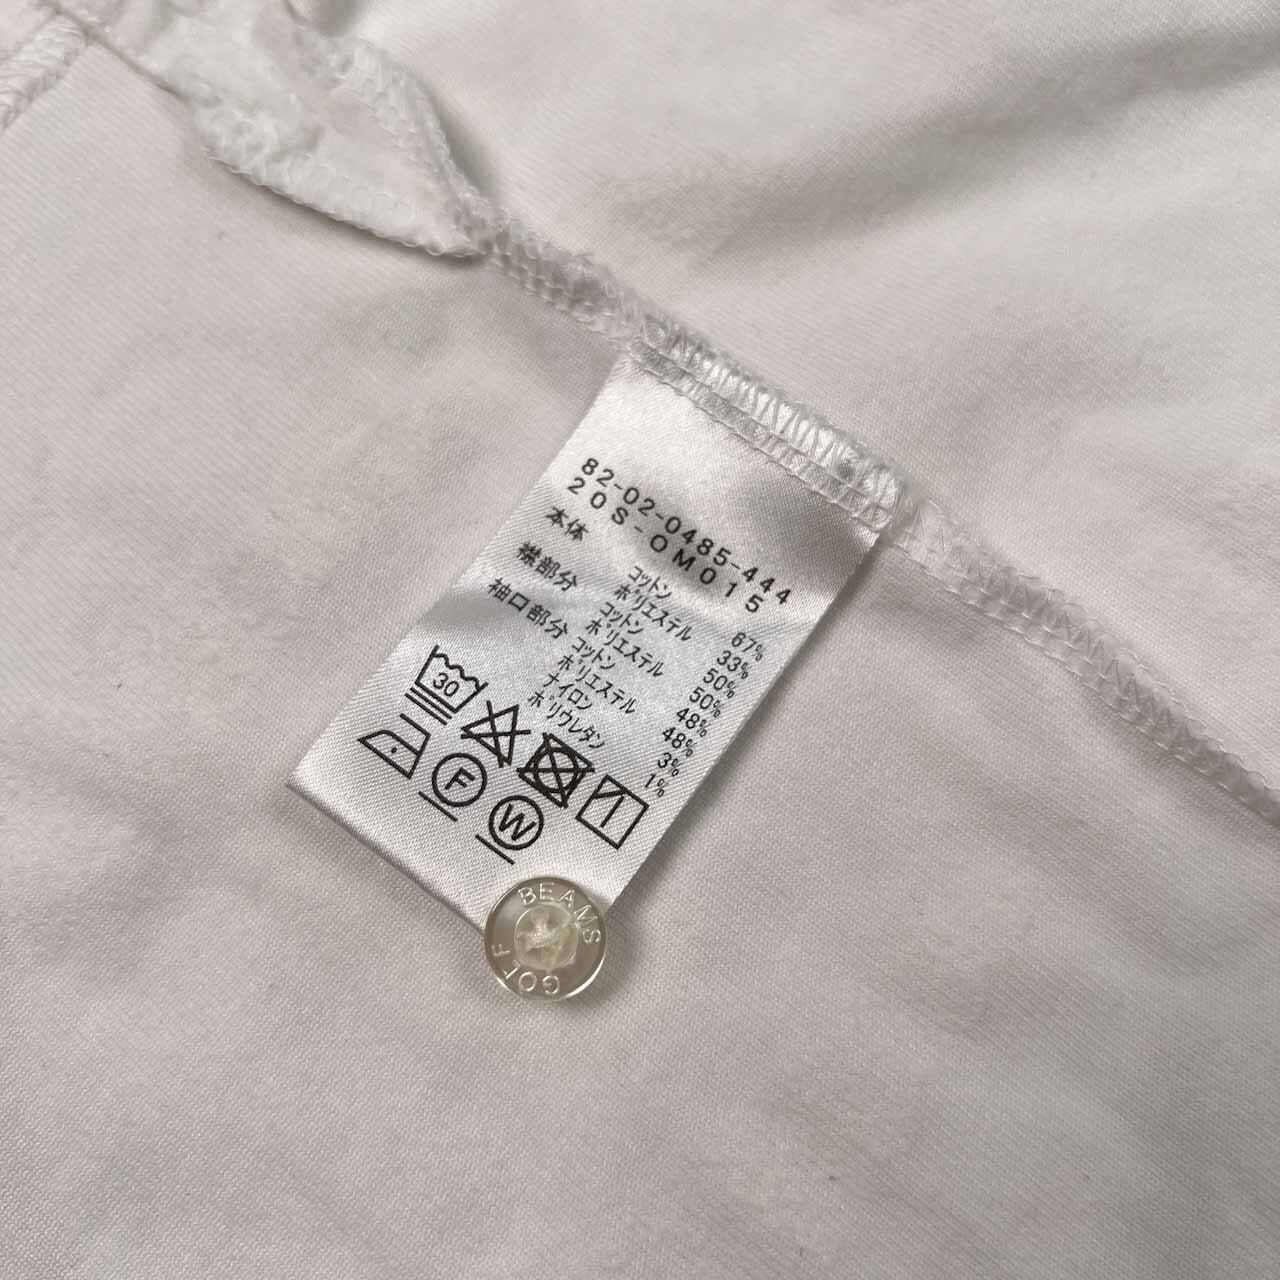 82-02-0485-444
20S-OM015
本体 コットン 67%
ポリエステル 33%
襟部分 コットン 50%
ポリエステル 50%
袖口部分 コットン 48%
ポリエステル 48%
ナイロン 3%
ポリウレタン 1%
30
F
W
BEAMS
GOLF